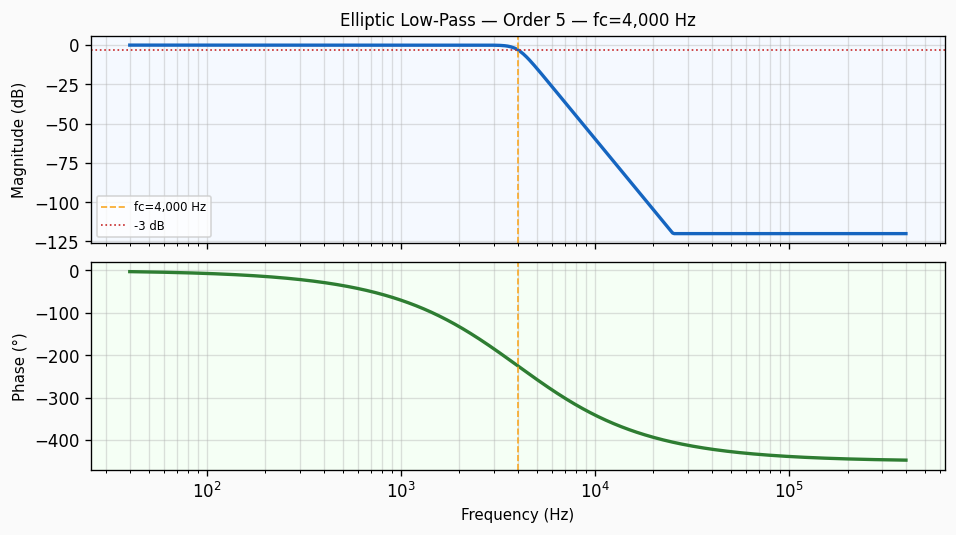 Elliptic Low-Pass — Order 5 — fc=4,000 Hz
Magnitude (dB)
0
−25
−50
−75
−100
−125
fc=4,000 Hz
-3 dB
Phase (°)
0
−100
−200
−300
−400
10²
10³
10⁴
10⁵
Frequency (Hz)